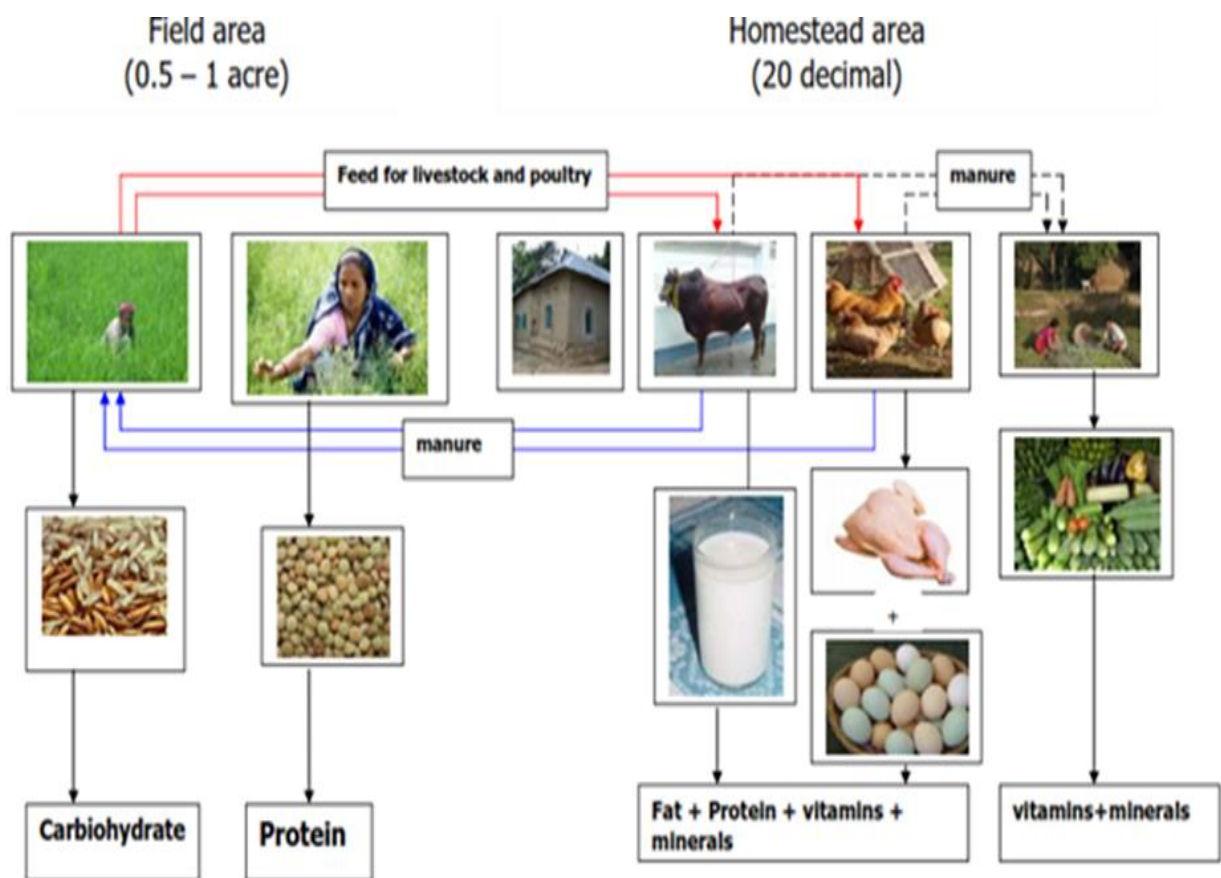 Field area
(0.5 – 1 acre)
Homestead area
(20 decimal)
Feed for livestock and poultry
manure
manure
+
Carbiohydrate
Protein
Fat + Protein + vitamins +
minerals
vitamins+minerals